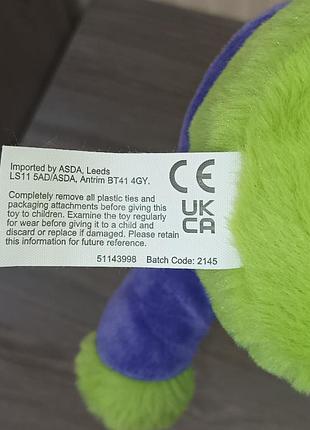 Imported by ASDA, Leeds
LS11 5AD/ASDA, Antrim BT41 4GY.
Completely remove all plastic ties and
packaging attachments before giving this
toy to children. Examine the toy regularly
for wear before giving it to a child and
discard or replace if damaged. Please retain
this information for future reference.
51143998 Batch Code: 2145
CE
UK
CA